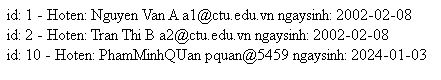 id: 1 - Hoten: Nguyen Van A a1@ctu.edu.vn ngaysinh: 2002-02-08
id: 2 - Hoten: Tran Thi B a2@ctu.edu.vn ngaysinh: 2002-02-08
id: 10 - Hoten: PhamMinhQUan pquan@5459 ngaysinh: 2024-01-03